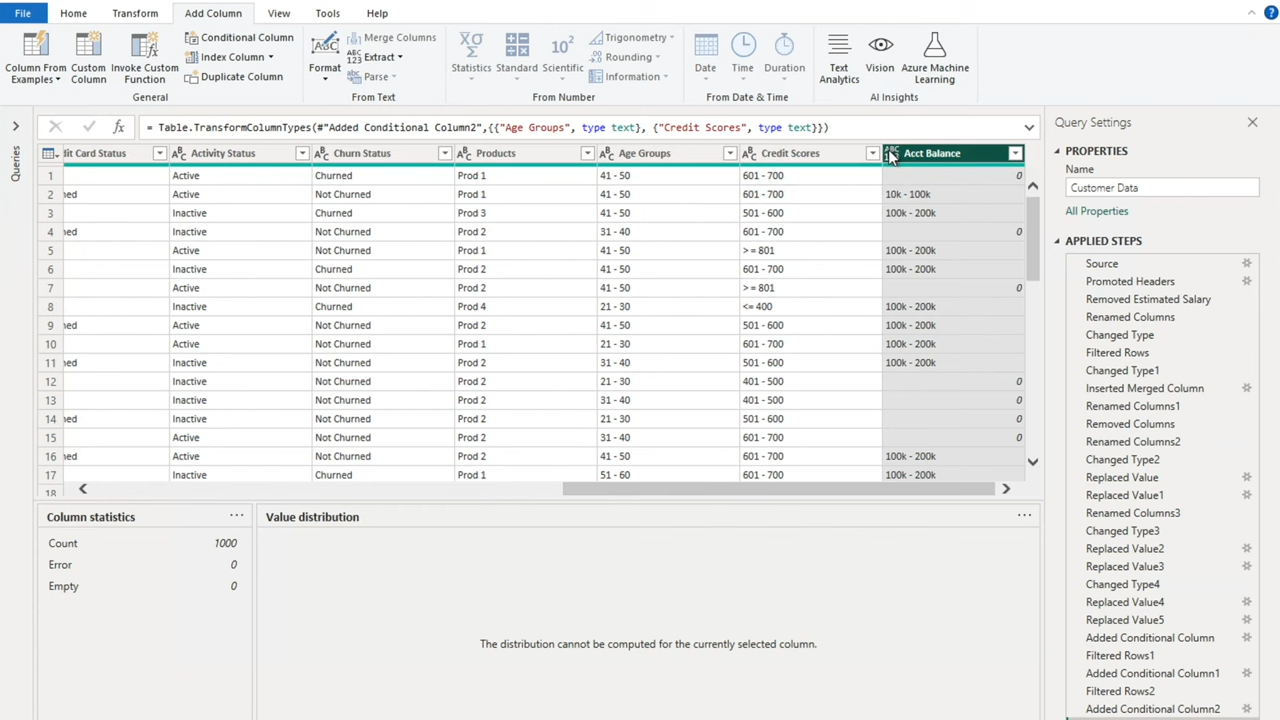 File Home Transform Add Column View Tools Help
Column From Examples
Custom Column
Invoke Custom Function
Conditional Column
Index Column
Duplicate Column
General
Format
Merge Columns
Extract
Parse
From Text
Statistics
Standard
Scientific
Trigonometry
Rounding
Information
From Number
Date
Time
Duration
From Date & Time
Text Analytics
Vision
Azure Machine Learning
AI Insights
Queries
= Table.TransformColumnTypes(#"Added Conditional Column2",{{"Age Groups", type text}, {"Credit Scores", type text}})
dit Card Status Activity Status Churn Status Products Age Groups Credit Scores Acct Balance
1 Active Churned Prod 1 41 - 50 601 - 700 0
2 ned Active Not Churned Prod 1 41 - 50 601 - 700 10k - 100k
3 Inactive Churned Prod 3 41 - 50 501 - 600 100k - 200k
4 ned Inactive Not Churned Prod 2 31 - 40 601 - 700 0
5 Active Not Churned Prod 1 41 - 50 > = 801 100k - 200k
6 Inactive Churned Prod 2 41 - 50 601 - 700 100k - 200k
7 Active Not Churned Prod 2 41 - 50 > = 801 0
8 Inactive Churned Prod 4 21 - 30 <= 400 100k - 200k
9 ned Active Not Churned Prod 2 41 - 50 501 - 600 100k - 200k
10 Active Not Churned Prod 1 21 - 30 601 - 700 100k - 200k
11 ned Inactive Not Churned Prod 2 31 - 40 501 - 600 100k - 200k
12 Inactive Not Churned Prod 2 21 - 30 401 - 500 0
13 Inactive Not Churned Prod 2 31 - 40 401 - 500 0
14 ned Inactive Not Churned Prod 2 21 - 30 501 - 600 0
15 Active Not Churned Prod 2 31 - 40 601 - 700 0
16 ned Active Not Churned Prod 2 41 - 50 601 - 700 100k - 200k
17 Inactive Churned Prod 1 51 - 60 601 - 700 100k - 200k
18
Column statistics
Count 1000
Error 0
Empty 0
Value distribution
The distribution cannot be computed for the currently selected column.
Query Settings
PROPERTIES
Name
Customer Data
All Properties
APPLIED STEPS
Source
Promoted Headers
Removed Estimated Salary
Renamed Columns
Changed Type
Filtered Rows
Changed Type1
Inserted Merged Column
Renamed Columns1
Removed Columns
Renamed Columns2
Changed Type2
Replaced Value
Replaced Value1
Renamed Columns3
Changed Type3
Replaced Value2
Replaced Value3
Changed Type4
Replaced Value4
Replaced Value5
Added Conditional Column
Filtered Rows1
Added Conditional Column1
Filtered Rows2
Added Conditional Column2